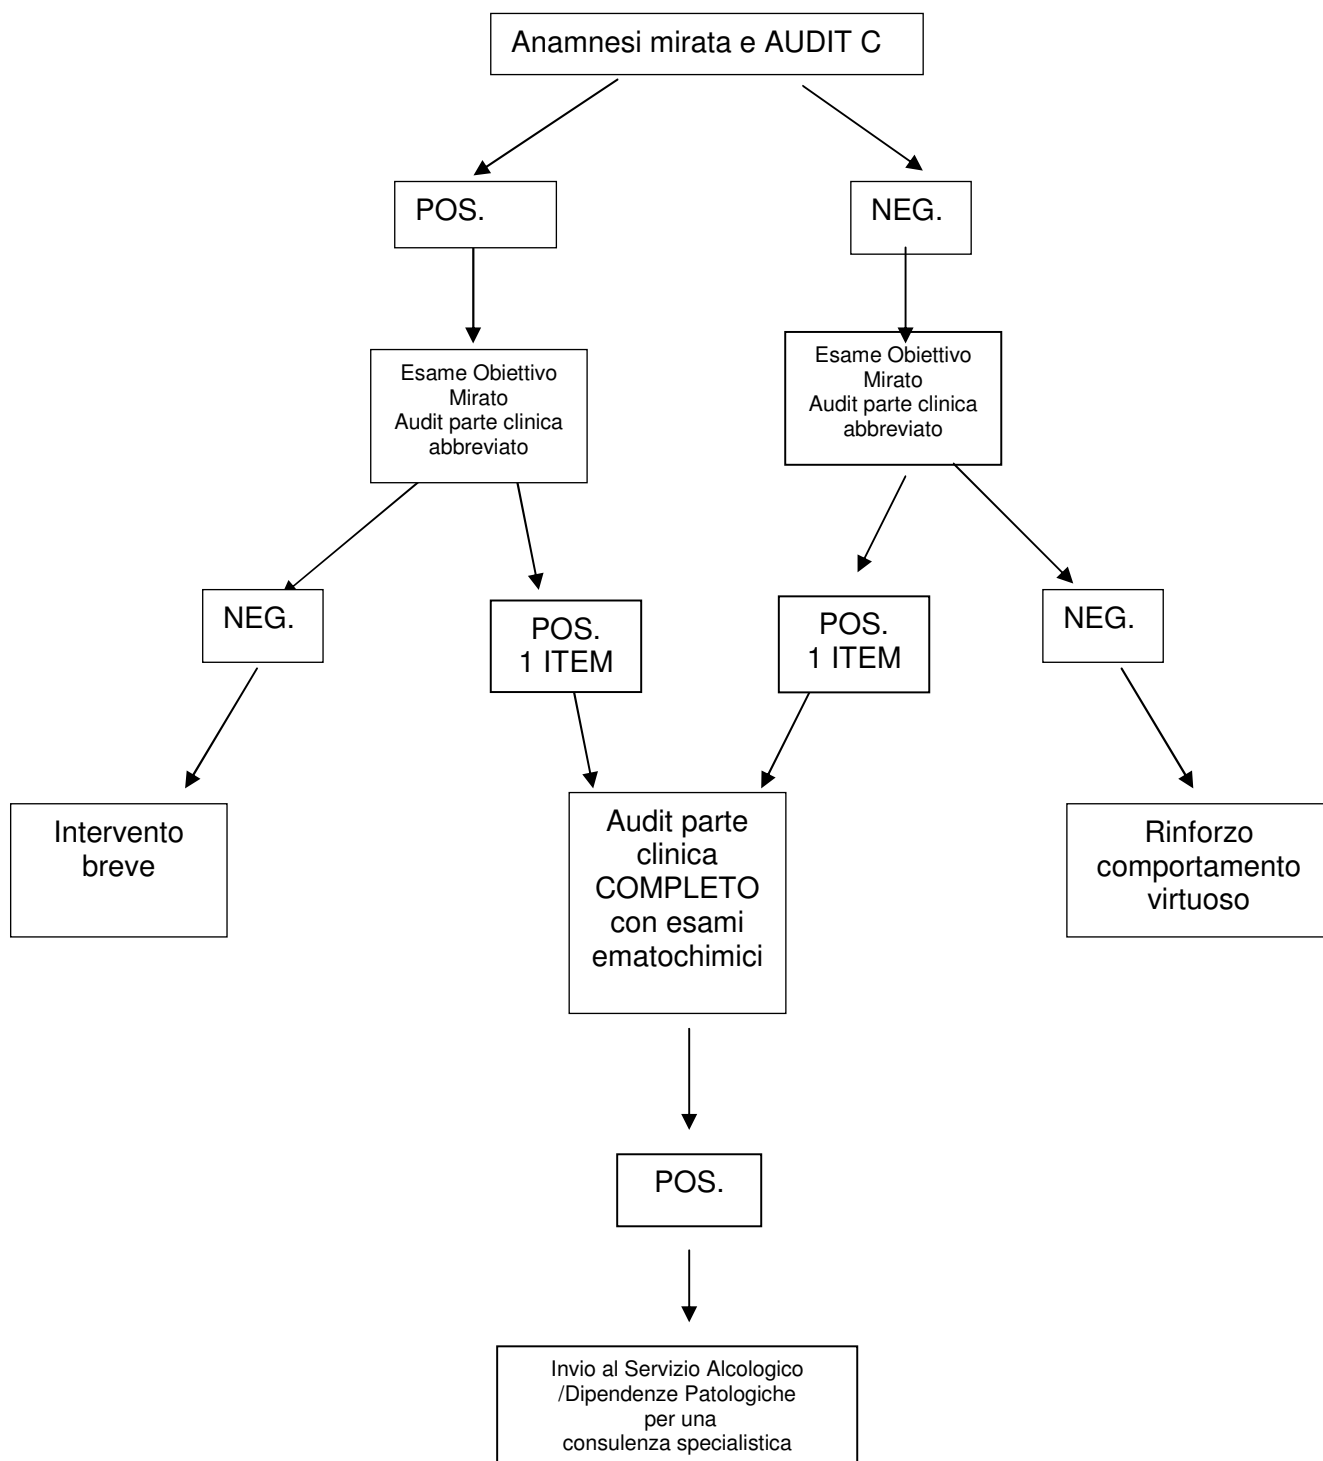 Anamnesi mirata e AUDIT C
POS.
NEG.
Esame Obiettivo
Mirato
Audit parte clinica
abbreviato
Esame Obiettivo
Mirato
Audit parte clinica
abbreviato
NEG.
POS.
1 ITEM
POS.
1 ITEM
NEG.
Intervento
breve
Audit parte
clinica
COMPLETO
con esami
ematochimici
Rinforzo
comportamento
virtuoso
POS.
Invio al Servizio Alcologico
/Dipendenze Patologiche
per una
consulenza specialistica